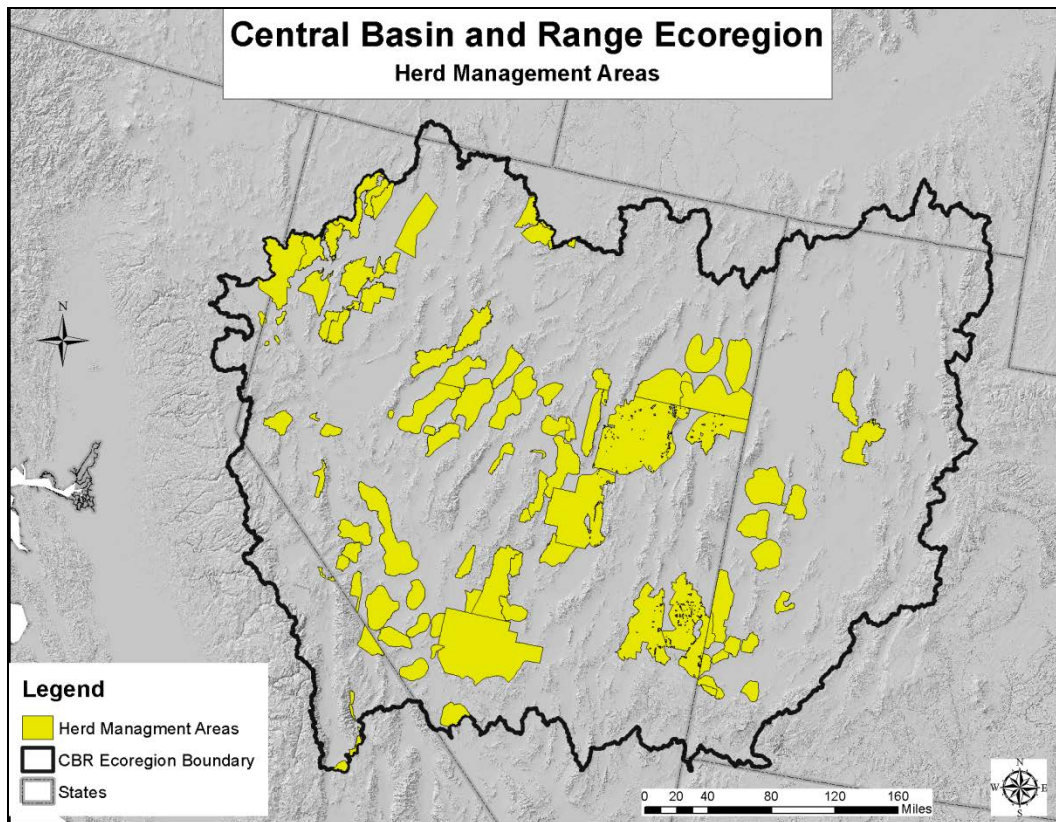 Central Basin and Range Ecoregion
Herd Management Areas
N
Legend
Herd Managment Areas
CBR Ecoregion Boundary
States
0 20 40 80 120 160
Miles
N
W E
S